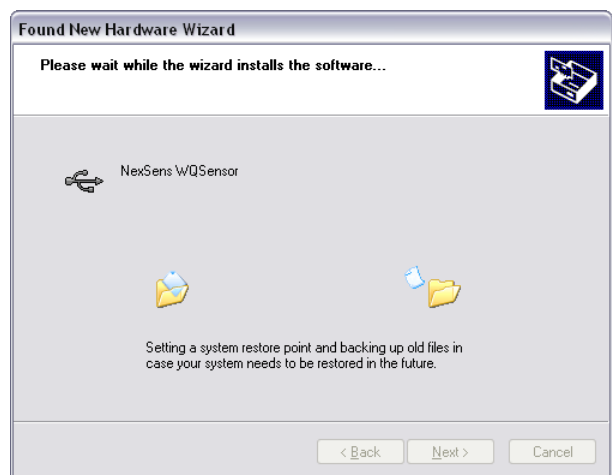 Found New Hardware Wizard
Please wait while the wizard installs the software...
NexSens WQSensor
Setting a system restore point and backing up old files in
case your system needs to be restored in the future.
< Back Next > Cancel